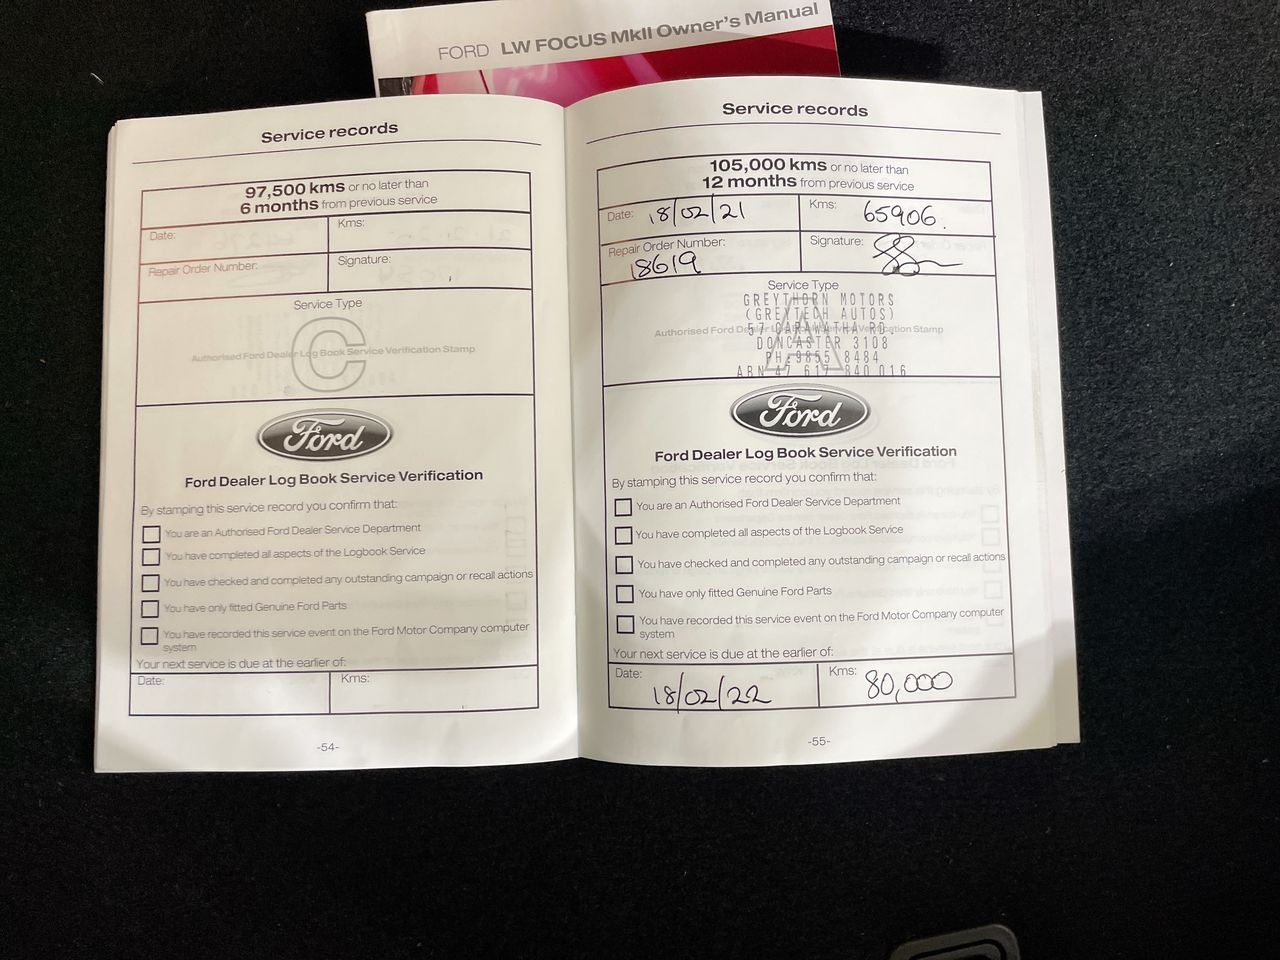 FORD LW FOCUS MkII Owner's Manual
Service records
97,500 kms or no later than
6 months from previous service
Date:
Kms:
Repair Order Number:
Signature:
Service Type
C
Authorised Ford Dealer Log Book Service Verification Stamp
Ford
Ford Dealer Log Book Service Verification
By stamping this service record you confirm that:
You are an Authorised Ford Dealer Service Department
You have completed all aspects of the Logbook Service
You have checked and completed any outstanding campaign or recall actions
You have only fitted Genuine Ford Parts
You have recorded this service event on the Ford Motor Company computer
system
Your next service is due at the earlier of:
Date:
Kms:
-54-
Service records
105,000 kms or no later than
12 months from previous service
Date: 18/02/21
Kms: 65906.
Repair Order Number:
18619
Signature:
Service Type
A
GREYTHORN MOTORS
(GREYTECH AUTOS)
Authorised Ford Dealer Log Book Service Verification Stamp
57 CARAWATHA RD
DONCASTER 3108
PH 9855 8484
ABN 47 617 840 016
Ford
Ford Dealer Log Book Service Verification
By stamping this service record you confirm that:
You are an Authorised Ford Dealer Service Department
You have completed all aspects of the Logbook Service
You have checked and completed any outstanding campaign or recall actions
You have only fitted Genuine Ford Parts
You have recorded this service event on the Ford Motor Company computer
system
Your next service is due at the earlier of:
Date: 18/02/22
Kms: 80,000
-55-